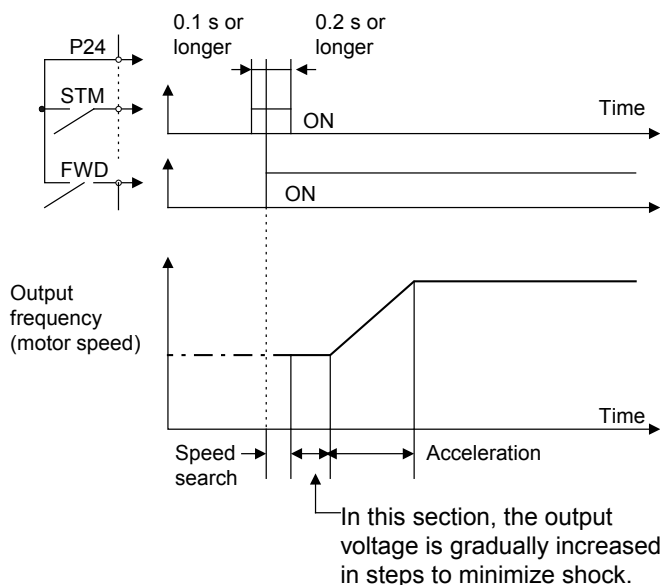 0.1 s or
longer
0.2 s or
longer
P24
STM
ON
Time
FWD
ON
Output
frequency
(motor speed)
Time
Speed
search
Acceleration
In this section, the output
voltage is gradually increased
in steps to minimize shock.